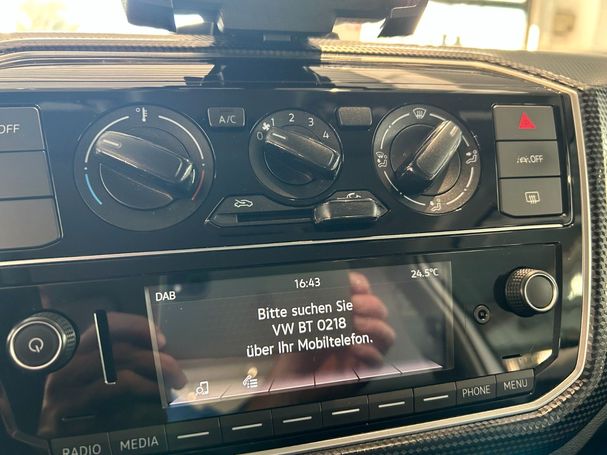 OFF
A/C
0 1 2 3 4
OFF
DAB 16:43 24.5°C
Bitte suchen Sie
VW BT 0218
über Ihr Mobiltelefon.
RADIO MEDIA PHONE MENU